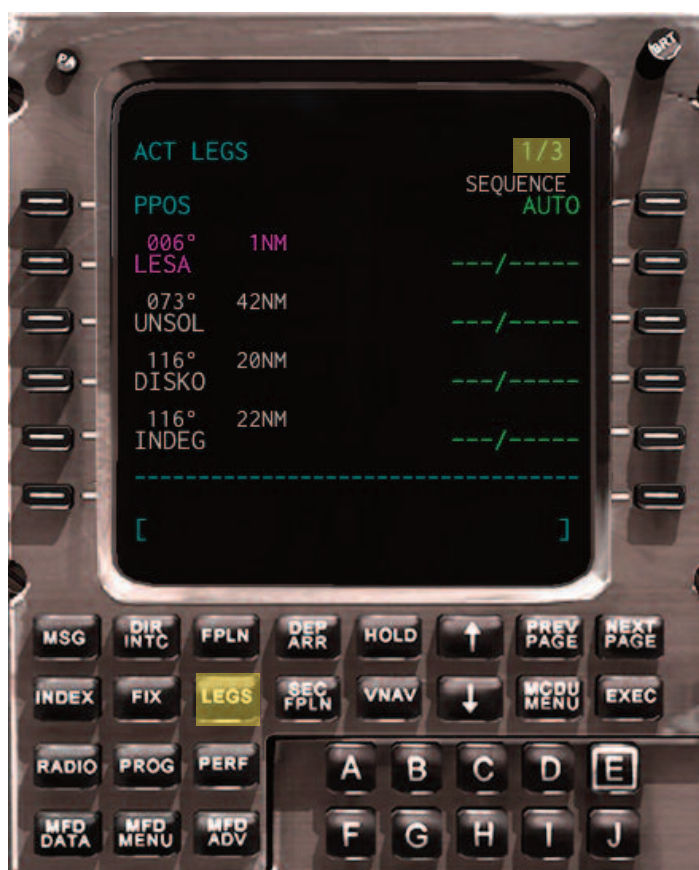 BRT
ACT LEGS 1/3
SEQUENCE
PPOS AUTO
006° 1NM
LESA ---/-----
073° 42NM
UNSOL ---/-----
116° 20NM
DISKO ---/-----
116° 22NM
INDEG ---/-----
-----------------------------------------
[ ]
MSG DIR INTC FPLN DEP ARR HOLD ↑ PREV PAGE NEXT PAGE
INDEX FIX LEGS SEC FPLN VNAV ↓ MCDU MENU EXEC
RADIO PROG PERF A B C D E
MFD DATA MFD MENU MFD ADV F G H I J